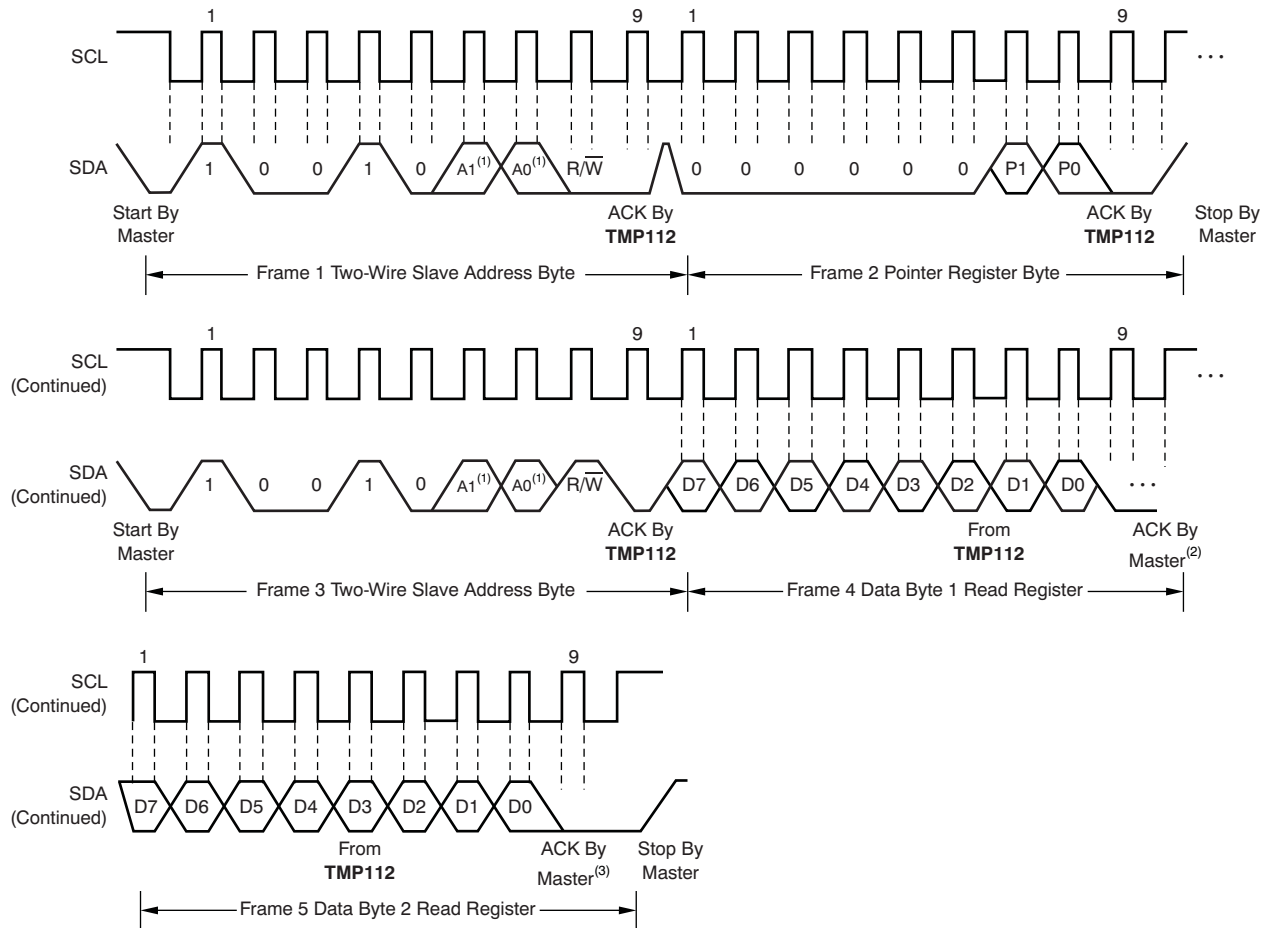 1 9 1 9
SCL
...
SDA
1 0 0 1 0 A1(1) A0(1) R/W 0 0 0 0 0 0 P1 P0
Start By ACK By ACK By Stop By
Master TMP112 TMP112 Master
Frame 1 Two-Wire Slave Address Byte Frame 2 Pointer Register Byte
1 9 1 9
SCL
(Continued)
...
SDA
(Continued)
1 0 0 1 0 A1(1) A0(1) R/W D7 D6 D5 D4 D3 D2 D1 D0 ...
Start By ACK By From ACK By
Master TMP112 TMP112 Master(2)
Frame 3 Two-Wire Slave Address Byte Frame 4 Data Byte 1 Read Register
1 9
SCL
(Continued)
SDA
(Continued)
D7 D6 D5 D4 D3 D2 D1 D0
From ACK By Stop By
TMP112 Master(3) Master
Frame 5 Data Byte 2 Read Register